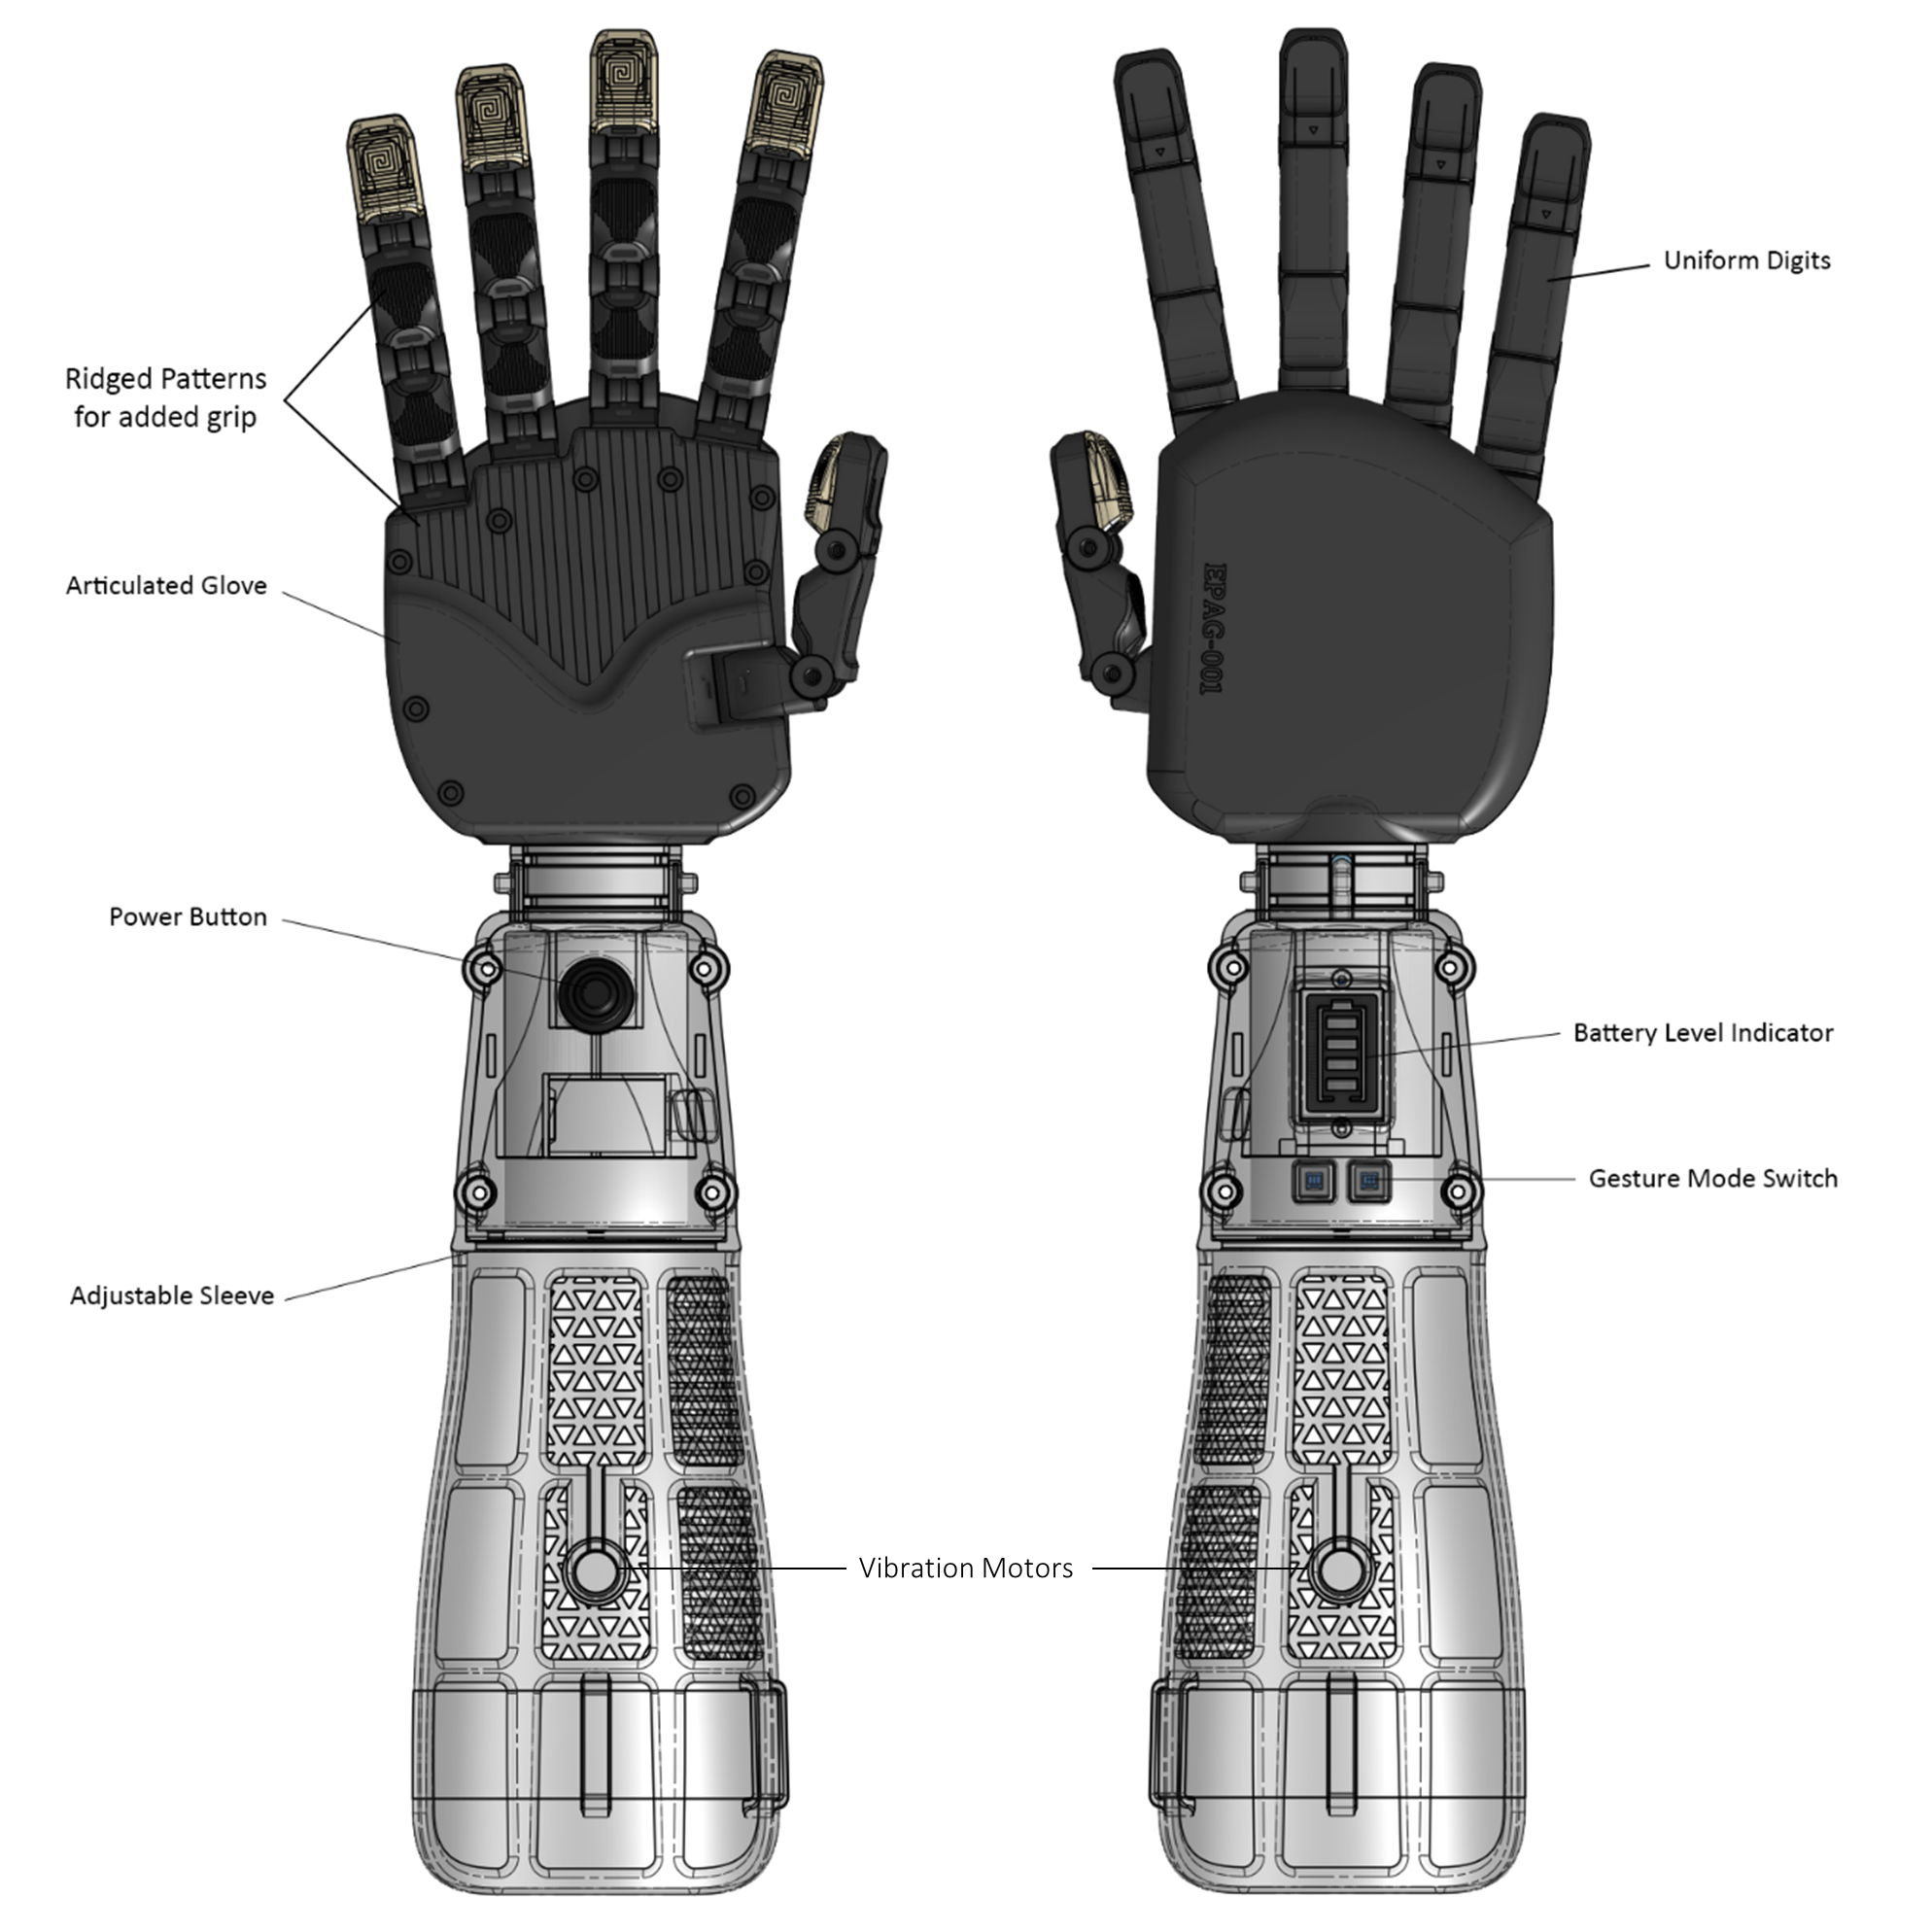 Uniform Digits
Ridged Patterns
for added grip
Articulated Glove
EPAG-001
Power Button
Battery Level Indicator
Gesture Mode Switch
Adjustable Sleeve
Vibration Motors